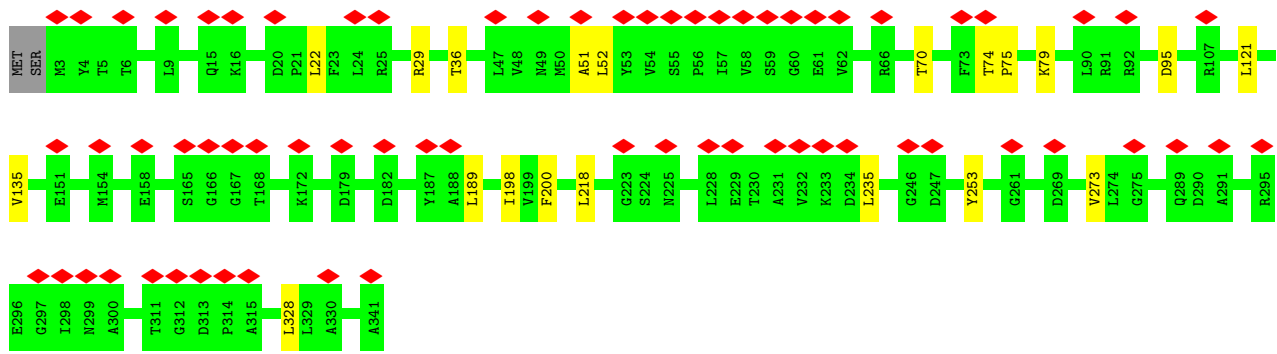 MET SER M3 Y4 T5 T6 L9 Q15 K16 D20 P21 L22 F23 L24 R25 R29 T36 L47 V48 N49 M50 A51 L52 Y53 V54 S55 P56 I57 V58 S59 G60 E61 V62 R66 T70 F73 T74 P75 K79 L90 R91 R92 D95 R107 L121
V135 E151 M154 E158 S165 G166 G167 T168 K172 D179 D182 Y187 A188 L189 I198 V199 F200 L218 G223 S224 N225 L228 E229 T230 A231 V232 K233 D234 L235 G246 D247 Y253 G261 D269 V273 L274 G275 Q289 D290 A291 R295
E296 G297 I298 N299 A300 T311 G312 D313 P314 A315 L328 L329 A330 A341